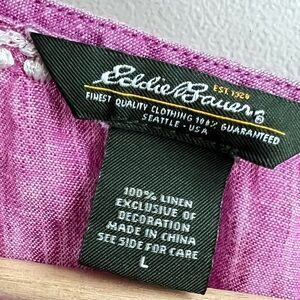 Eddie Bauer®
EST. 1920
FINEST QUALITY CLOTHING 100% GUARANTEED
SEATTLE · USA
100% LINEN
EXCLUSIVE OF
DECORATION
MADE IN CHINA
SEE SIDE FOR CARE
L